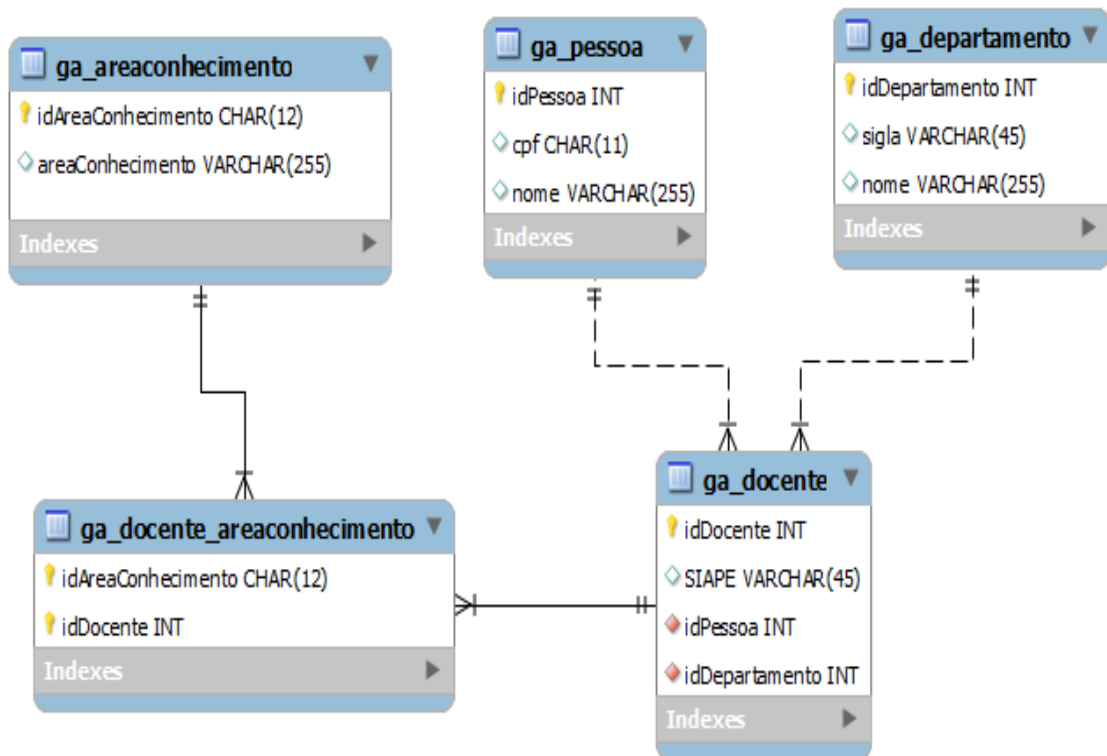 ga_areaconhecimento
idAreaConhecimento CHAR(12)
areaConhecimento VARCHAR(255)
Indexes
ga_pessoa
idPessoa INT
cpf CHAR(11)
nome VARCHAR(255)
Indexes
ga_departamento
idDepartamento INT
sigla VARCHAR(45)
nome VARCHAR(255)
Indexes
ga_docente_areaconhecimento
idAreaConhecimento CHAR(12)
idDocente INT
Indexes
ga_docente
idDocente INT
SIAPE VARCHAR(45)
idPessoa INT
idDepartamento INT
Indexes